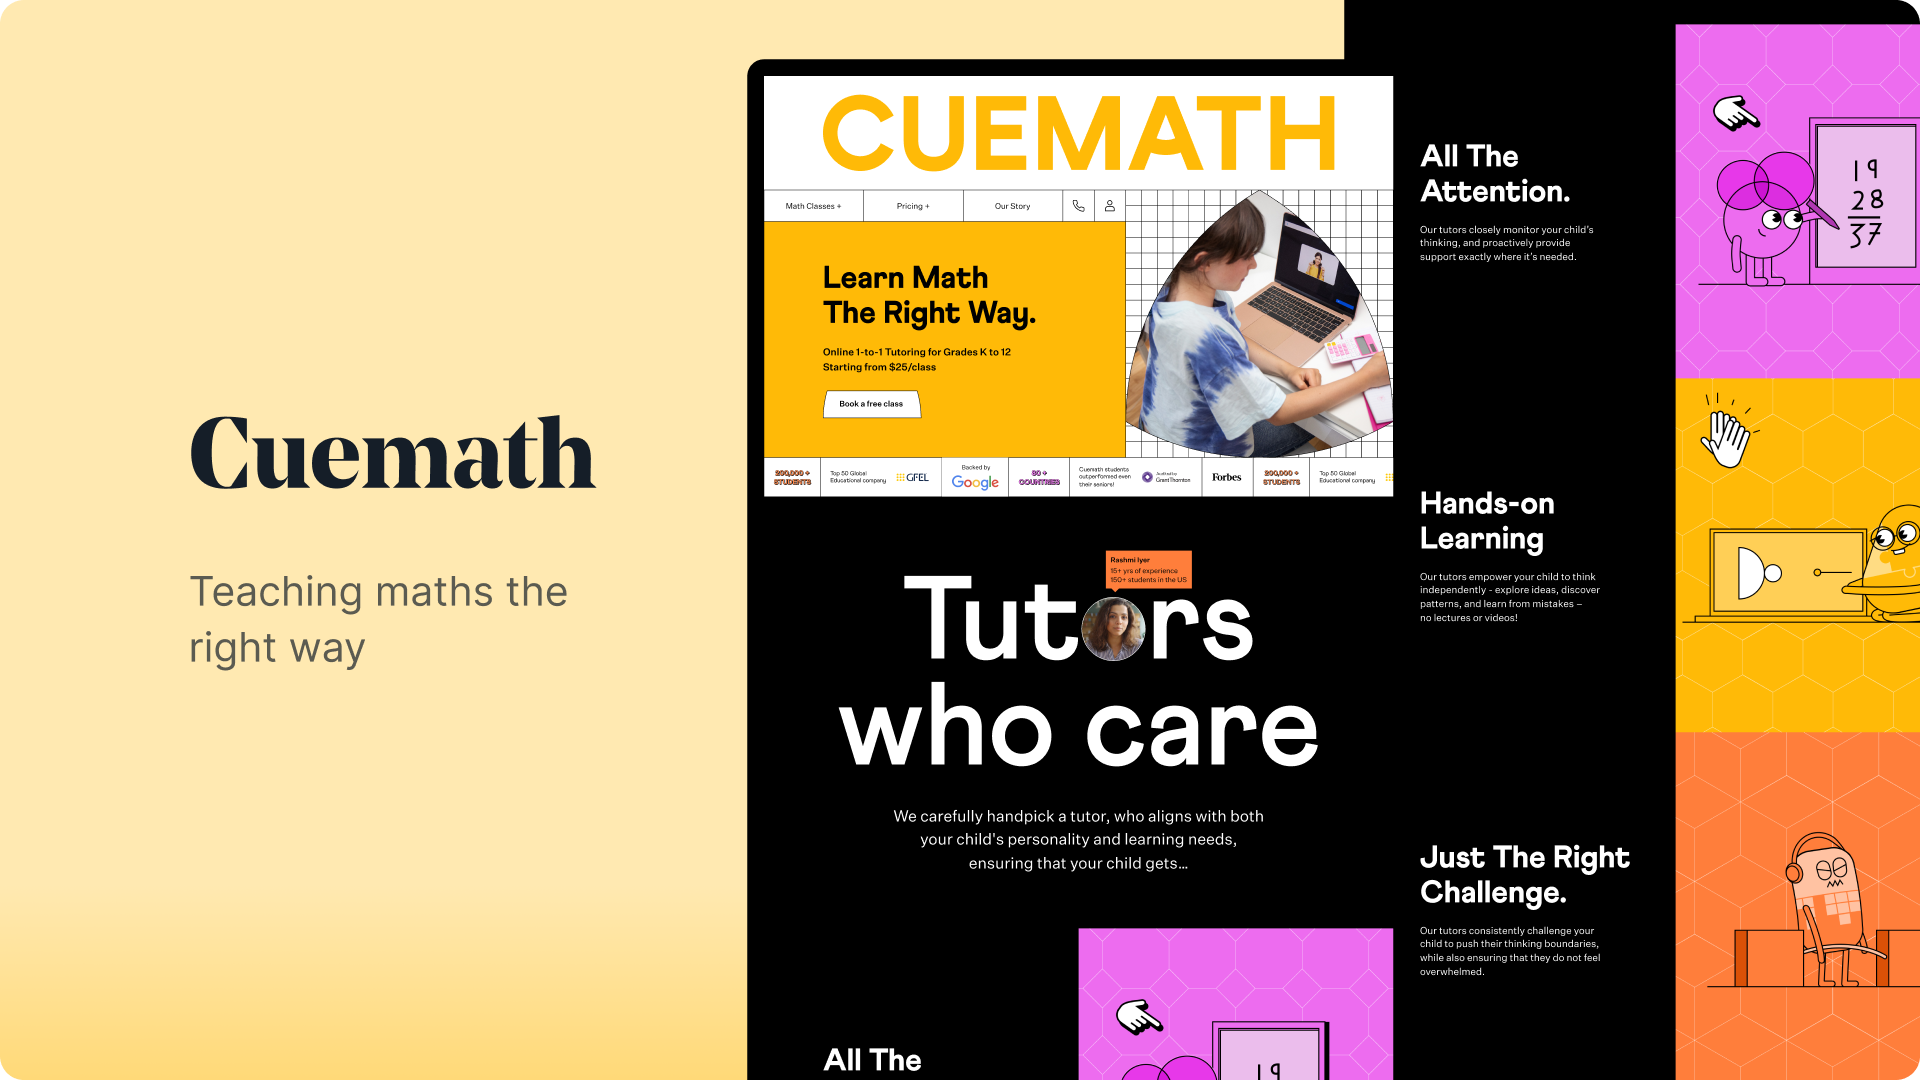 Cuemath
Teaching maths the
right way
CUEMATH
Math Classes +
Pricing +
Our Story
Learn Math
The Right Way.
Online 1-to-1 Tutoring for Grades K to 12
Starting from $25/class
Book a free class
200,000 +
STUDENTS
Top 50 Global
Educational company
GFEL
Backed by
Google
80 +
COUNTRIES
Cuemath students
outperformed even
their seniors!
Audited by
Grant Thornton
Forbes
200,000 +
STUDENTS
Top 50 Global
Educational company
Rashmi Iyer
15+ yrs of experience
150+ students in the US
Tutors
who care
We carefully handpick a tutor, who aligns with both
your child's personality and learning needs,
ensuring that your child gets...
All The
19
All The
Attention.
Our tutors closely monitor your child's
thinking, and proactively provide
support exactly where it's needed.
19
28
37
Hands-on
Learning
Our tutors empower your child to think
independently - explore ideas, discover
patterns, and learn from mistakes –
no lectures or videos!
Just The Right
Challenge.
Our tutors consistently challenge your
child to push their thinking boundaries,
while also ensuring that they do not feel
overwhelmed.